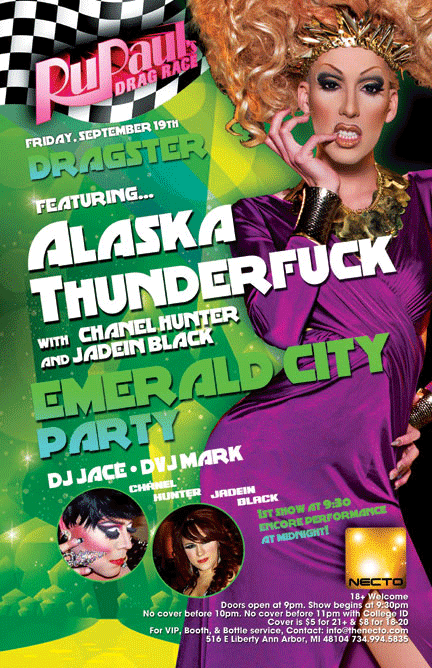 RuPaul's
DRAG RACE
FRIDAY, SEPTEMBER 19TH
DRAGSTER
FEATURING...
ALASKA
THUNDERFUCK
WITH CHANEL HUNTER
AND JADEIN BLACK
EMERALD CITY
PARTY
DJ JACE • DVJ MARK
CHANEL
HUNTER
JADEIN
BLACK
1ST SHOW AT 9:30
ENCORE PERFORMANCE
AT MIDNIGHT!
NECTO
18+ Welcome
Doors open at 9pm. Show begins at 9:30pm
No cover before 10pm. No cover before 11pm with College ID
Cover is $5 for 21+ & $8 for 18-20
For VIP, Booth, & Bottle service, Contact: info@thenecto.com
516 E Liberty Ann Arbor, MI 48104 734.994.5835